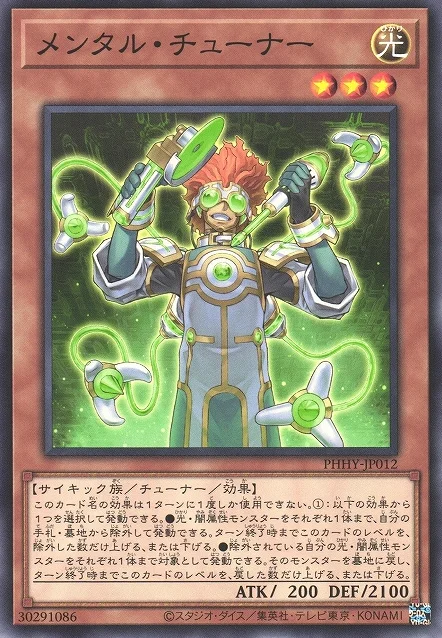 メンタル・チューナー
光
PHHY-JP012
【サイキック族／チューナー／効果】
このカード名の効果は１ターンに１度しか使用できない。①：以下の効果から
１つを選択して発動できる。●光・闇属性モンスターをそれぞれ１体まで、自分の
手札・墓地から除外して発動できる。ターン終了時までこのカードのレベルを、
除外した数だけ上げる、または下げる。●除外されている自分の光・闇属性モン
スターをそれぞれ１体まで対象として発動できる。そのモンスターを墓地に戻し、
ターン終了時までこのカードのレベルを、戻した数だけ上げる、または下げる。
ATK/ 200 DEF/2100
30291086 ©スタジオ・ダイス／集英社・テレビ東京・KONAMI